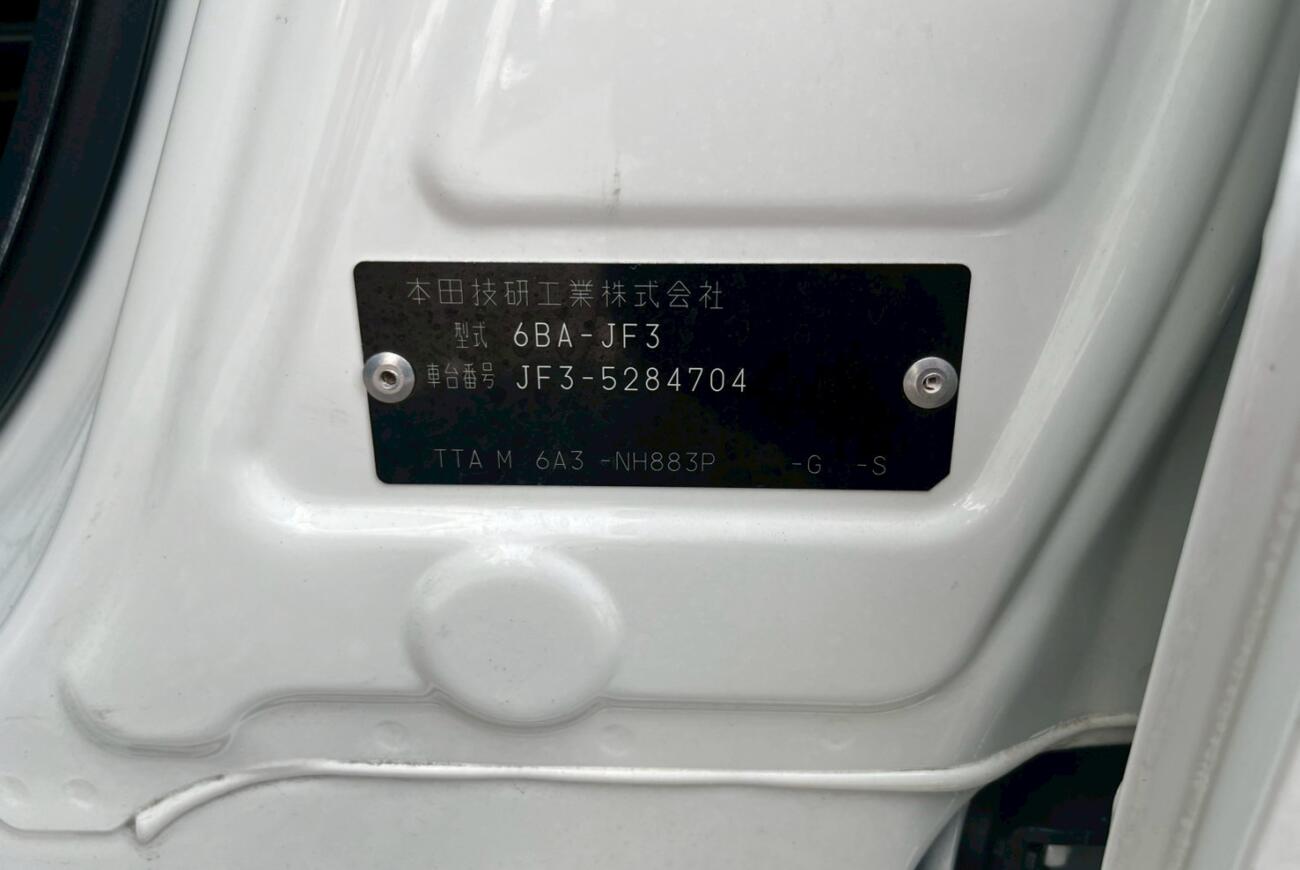 本田技研工業株式会社
型式 6BA-JF3
車台番号 JF3-5284704
TTA M 6A3 -NH883P -G -S